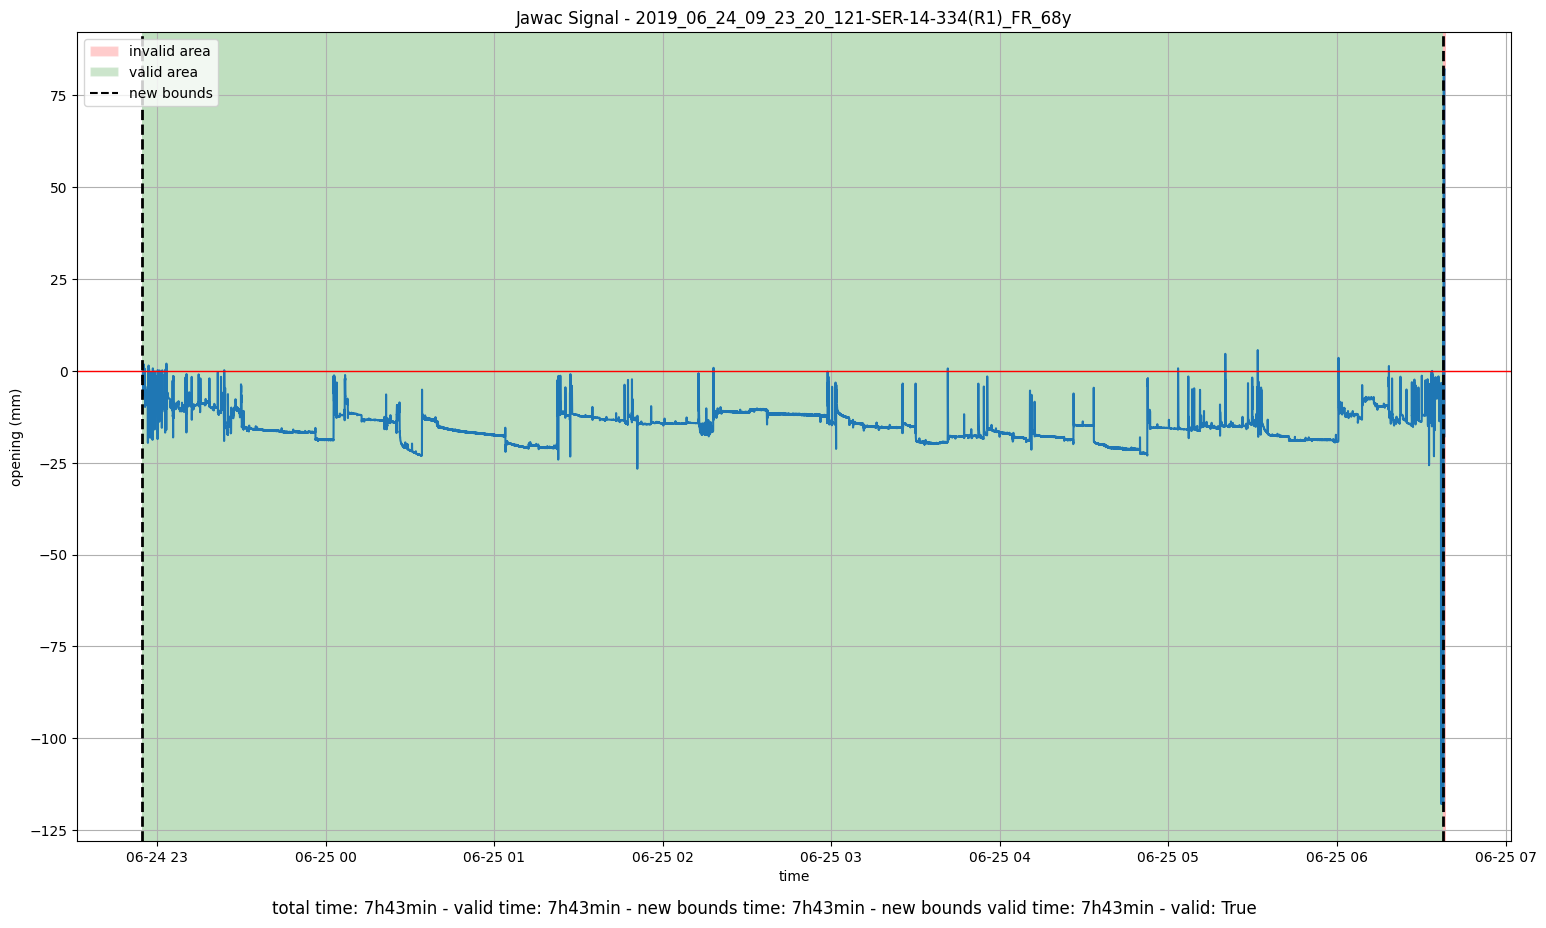 Jawac Signal - 2019_06_24_09_23_20_121-SER-14-334(R1)_FR_68y
invalid area
valid area
new bounds
75
50
25
0
−25
−50
−75
−100
−125
opening (mm)
06-24 23
06-25 00
06-25 01
06-25 02
06-25 03
06-25 04
06-25 05
06-25 06
06-25 07
time
total time: 7h43min - valid time: 7h43min - new bounds time: 7h43min - new bounds valid time: 7h43min - valid: True